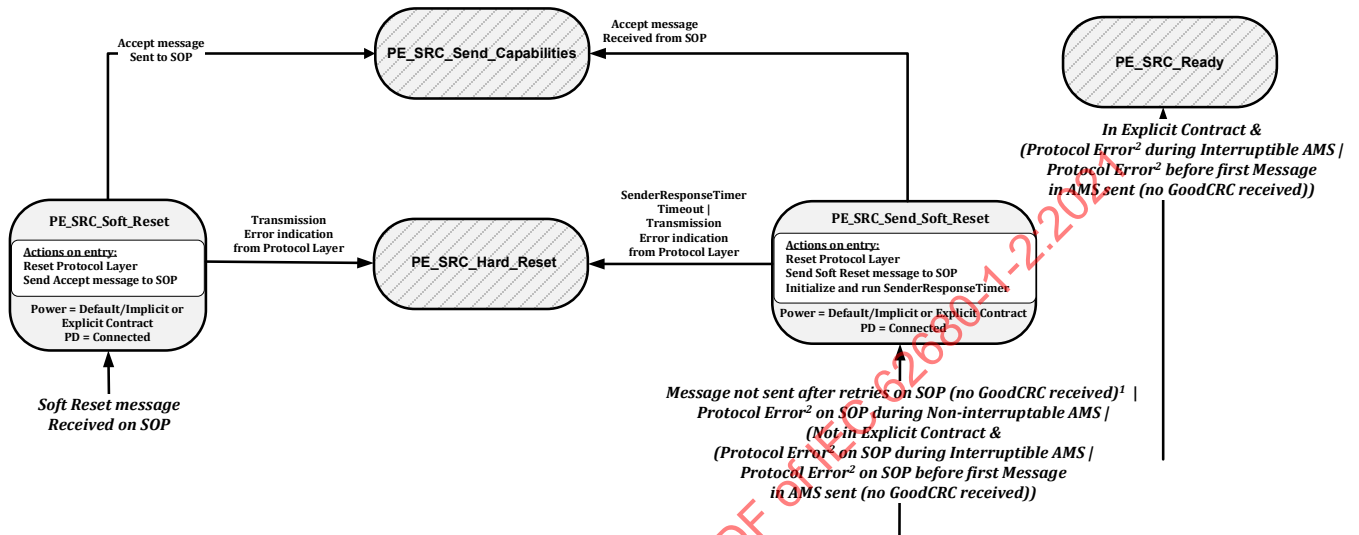 Accept message
Sent to SOP
PE_SRC_Send_Capabilities
Accept message
Received from SOP
PE_SRC_Ready
In Explicit Contract &
(Protocol Error² during Interruptible AMS |
Protocol Error² before first Message
in AMS sent (no GoodCRC received))
PE_SRC_Soft_Reset
Actions on entry:
Reset Protocol Layer
Send Accept message to SOP
Power = Default/Implicit or
Explicit Contract
PD = Connected
Transmission
Error indication
from Protocol Layer
PE_SRC_Hard_Reset
SenderResponseTimer
Timeout |
Transmission
Error indication
from Protocol Layer
PE_SRC_Send_Soft_Reset
Actions on entry:
Reset Protocol Layer
Send Soft Reset message to SOP
Initialize and run SenderResponseTimer
Power = Default/Implicit or Explicit Contract
PD = Connected
Soft Reset message
Received on SOP
Message not sent after retries on SOP (no GoodCRC received)¹ |
Protocol Error² on SOP during Non-interruptable AMS |
(Not in Explicit Contract &
(Protocol Error² on SOP during Interruptible AMS |
Protocol Error² on SOP before first Message
in AMS sent (no GoodCRC received))
DF of IEC 62680-1-2:2021